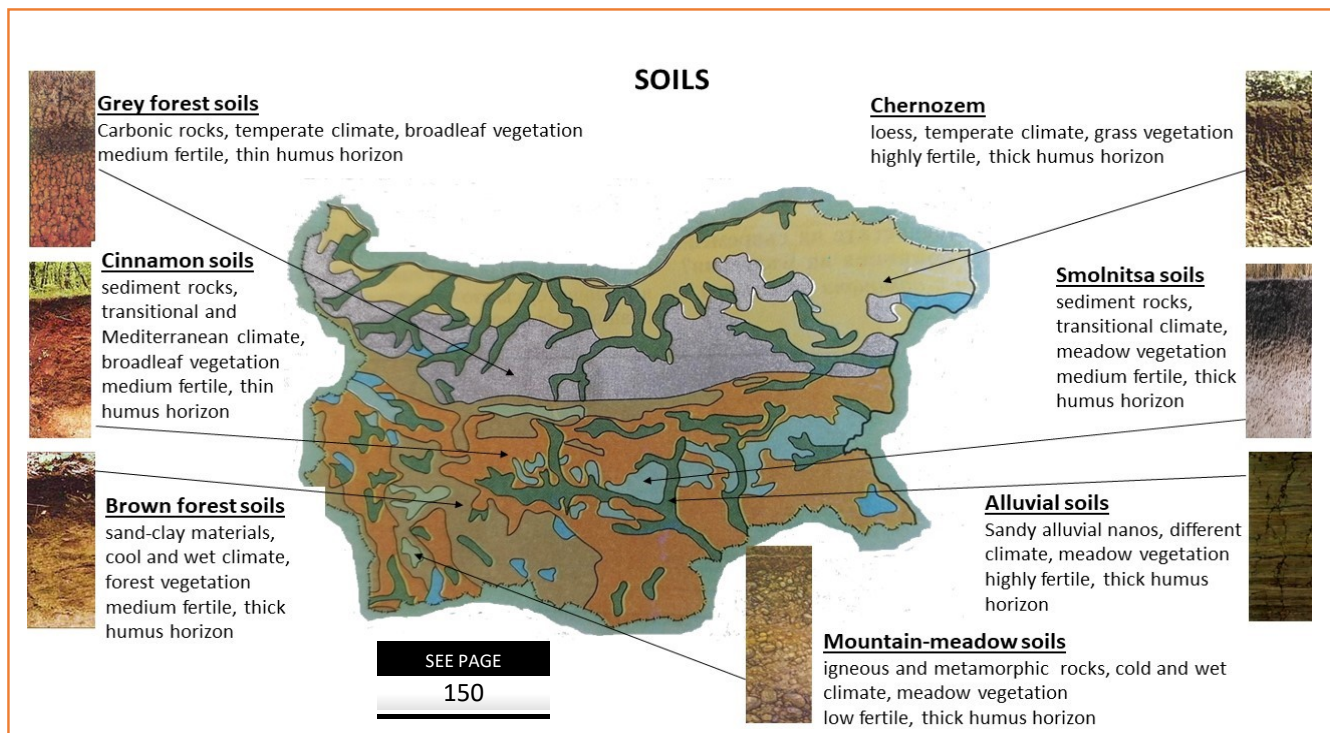 SOILS
Grey forest soils
Carbonic rocks, temperate climate, broadleaf vegetation
medium fertile, thin humus horizon
Chernozem
loess, temperate climate, grass vegetation
highly fertile, thick humus horizon
Cinnamon soils
sediment rocks,
transitional and
Mediterranean climate,
broadleaf vegetation
medium fertile, thin
humus horizon
Smolnitsa soils
sediment rocks,
transitional climate,
meadow vegetation
medium fertile, thick
humus horizon
Brown forest soils
sand-clay materials,
cool and wet climate,
forest vegetation
medium fertile, thick
humus horizon
Alluvial soils
Sandy alluvial nanos, different
climate, meadow vegetation
highly fertile, thick humus
horizon
Mountain-meadow soils
igneous and metamorphic rocks, cold and wet
climate, meadow vegetation
low fertile, thick humus horizon
SEE PAGE
150